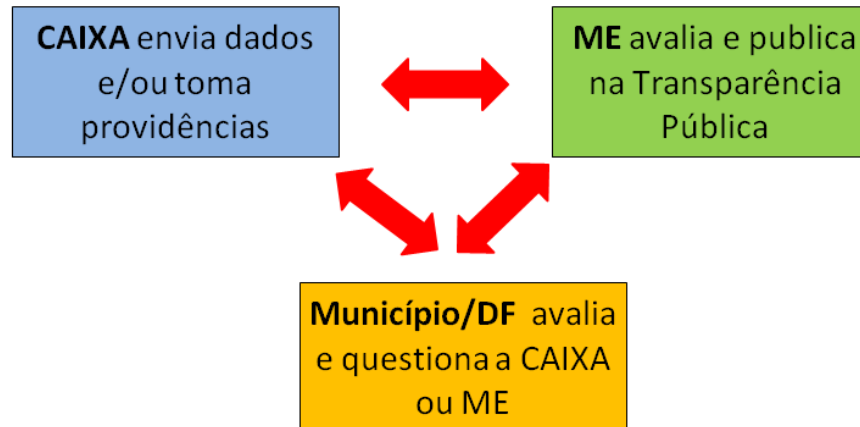 CAIXA envia dados
e/ou toma
providências
ME avalia e publica
na Transparência
Pública
Município/DF avalia
e questiona a CAIXA
ou ME